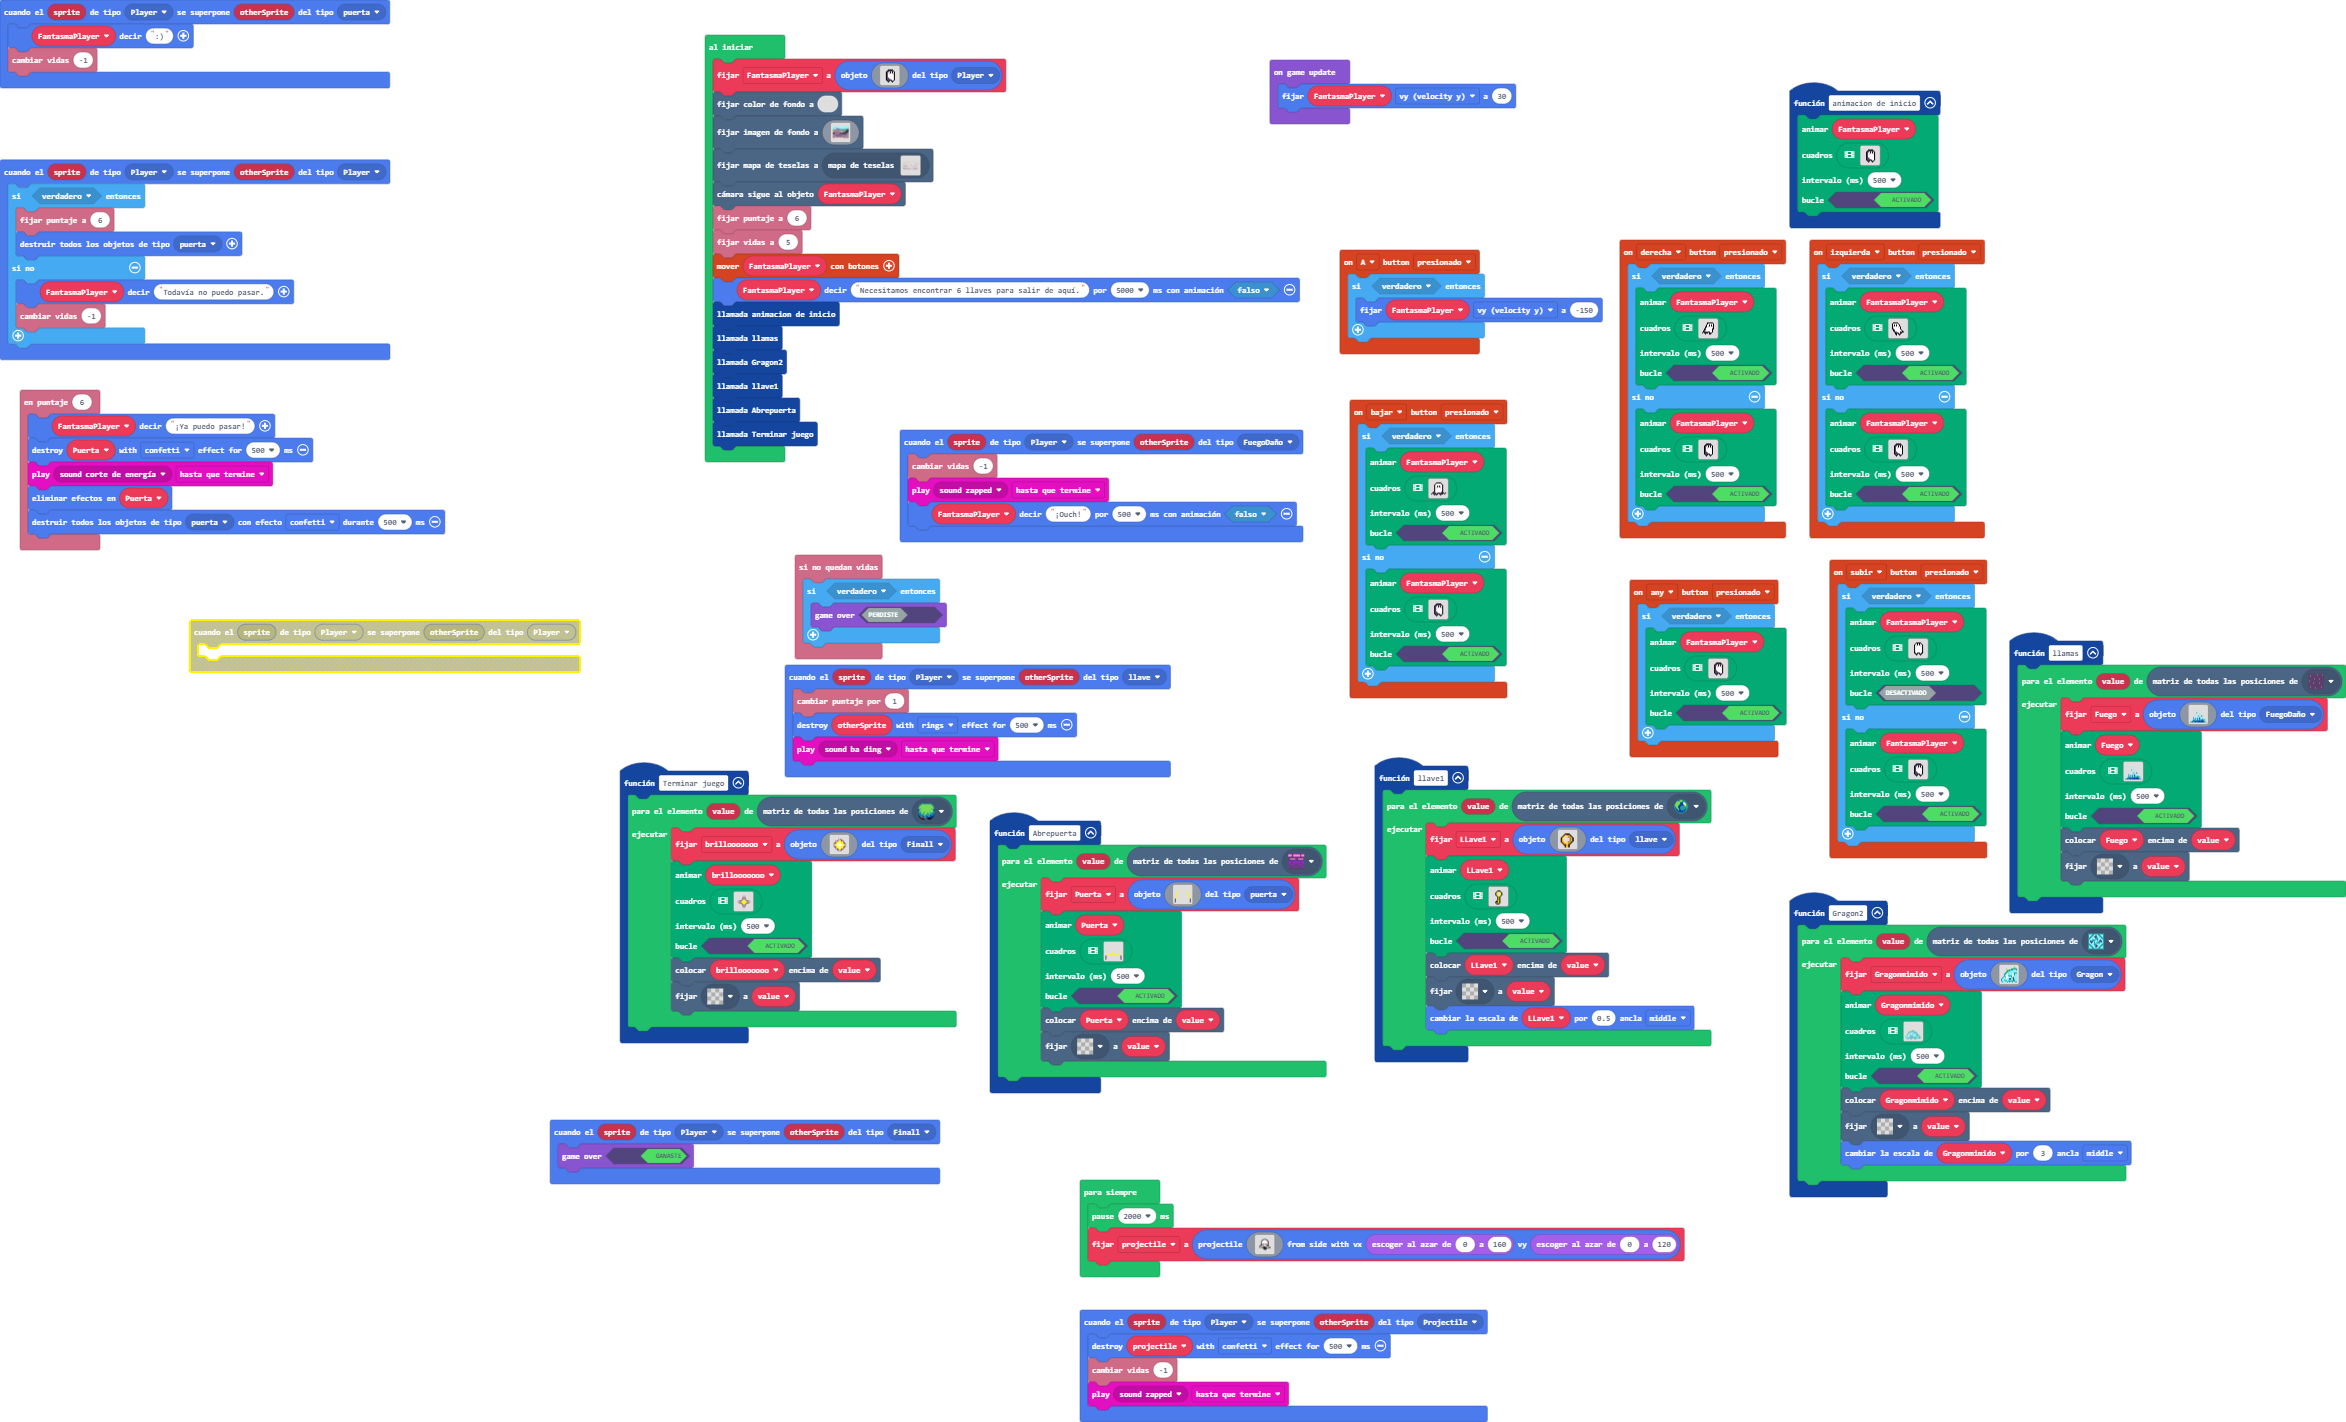 cuando el sprite de tipo Player se superpone otherSprite del tipo puerta
FantasmaPlayer decir ":)"
cambiar vidas -1
cuando el sprite de tipo Player se superpone otherSprite del tipo Player
si verdadero entonces
fijar puntaje a 6
destruir todos los objetos de tipo puerta
si no
FantasmaPlayer decir "Todavía no puedo pasar."
cambiar vidas -1
en puntaje 6
FantasmaPlayer decir "¡Ya puedo pasar!"
destroy Puerta with confetti effect for 500 ms
play sound corte de energía hasta que termine
eliminar efectos en Puerta
destruir todos los objetos de tipo puerta con efecto confetti durante 500 ms
cuando el sprite de tipo Player se superpone otherSprite del tipo Player
al iniciar
fijar FantasmaPlayer a objeto del tipo Player
fijar color de fondo a
fijar imagen de fondo a
fijar mapa de teselas a mapa de teselas
cámara sigue al objeto FantasmaPlayer
fijar puntaje a 6
fijar vidas a 5
mover FantasmaPlayer con botones
FantasmaPlayer decir "Necesitamos encontrar 6 llaves para salir de aquí." por 5000 ms con animación falso
llamada animacion de inicio
llamada llamas
llamada Gragon2
llamada llave1
llamada Abrepuerta
llamada Terminar juego
cuando el sprite de tipo Player se superpone otherSprite del tipo FuegoDaño
cambiar vidas -1
play sound zapped hasta que termine
FantasmaPlayer decir "¡Ouch!" por 500 ms con animación falso
si no quedan vidas
si verdadero entonces
game over PERDISTE
cuando el sprite de tipo Player se superpone otherSprite del tipo llave
cambiar puntaje por 1
destroy otherSprite with rings effect for 500 ms
play sound ba ding hasta que termine
on game update
fijar FantasmaPlayer vy (velocity y) a 30
on A button presionado
si verdadero entonces
fijar FantasmaPlayer vy (velocity y) a -150
on bajar button presionado
si verdadero entonces
animar FantasmaPlayer
cuadros
intervalo (ms) 500
bucle ACTIVADO
si no
animar FantasmaPlayer
cuadros
intervalo (ms) 500
bucle ACTIVADO
función animacion de inicio
animar FantasmaPlayer
cuadros
intervalo (ms) 500
bucle ACTIVADO
on derecha button presionado
si verdadero entonces
animar FantasmaPlayer
cuadros
intervalo (ms) 500
bucle ACTIVADO
si no
animar FantasmaPlayer
cuadros
intervalo (ms) 500
bucle ACTIVADO
on izquierda button presionado
si verdadero entonces
animar FantasmaPlayer
cuadros
intervalo (ms) 500
bucle ACTIVADO
si no
animar FantasmaPlayer
cuadros
intervalo (ms) 500
bucle ACTIVADO
on any button presionado
si verdadero entonces
animar FantasmaPlayer
cuadros
intervalo (ms) 500
bucle ACTIVADO
on subir button presionado
si verdadero entonces
animar FantasmaPlayer
cuadros
intervalo (ms) 500
bucle DESACTIVADO
si no
animar FantasmaPlayer
cuadros
intervalo (ms) 500
bucle ACTIVADO
función llamas
para el elemento value de matriz de todas las posiciones de
ejecutar
fijar Fuego a objeto del tipo FuegoDaño
animar Fuego
cuadros
intervalo (ms) 500
bucle ACTIVADO
colocar Fuego encima de value
fijar a value
función Terminar juego
para el elemento value de matriz de todas las posiciones de
ejecutar
fijar brillooooooo a objeto del tipo Finall
animar brillooooooo
cuadros
intervalo (ms) 500
bucle ACTIVADO
colocar brillooooooo encima de value
fijar a value
función Abrepuerta
para el elemento value de matriz de todas las posiciones de
ejecutar
fijar Puerta a objeto del tipo puerta
animar Puerta
cuadros
intervalo (ms) 500
bucle ACTIVADO
colocar Puerta encima de value
fijar a value
función llave1
para el elemento value de matriz de todas las posiciones de
ejecutar
fijar LLave1 a objeto del tipo llave
animar LLave1
cuadros
intervalo (ms) 500
bucle ACTIVADO
colocar LLave1 encima de value
fijar a value
cambiar la escala de LLave1 por 0.5 ancla middle
función Gragon2
para el elemento value de matriz de todas las posiciones de
ejecutar
fijar Gragonmimido a objeto del tipo Gragon
animar Gragonmimido
cuadros
intervalo (ms) 500
bucle ACTIVADO
colocar Gragonmimido encima de value
fijar a value
cambiar la escala de Gragonmimido por 3 ancla middle
cuando el sprite de tipo Player se superpone otherSprite del tipo Finall
game over GANASTE
para siempre
pause 2000 ms
fijar projectile a projectile from side with vx escoger al azar de 0 a 160 vy escoger al azar de 0 a 120
cuando el sprite de tipo Player se superpone otherSprite del tipo Projectile
destroy projectile with confetti effect for 500 ms
cambiar vidas -1
play sound zapped hasta que termine